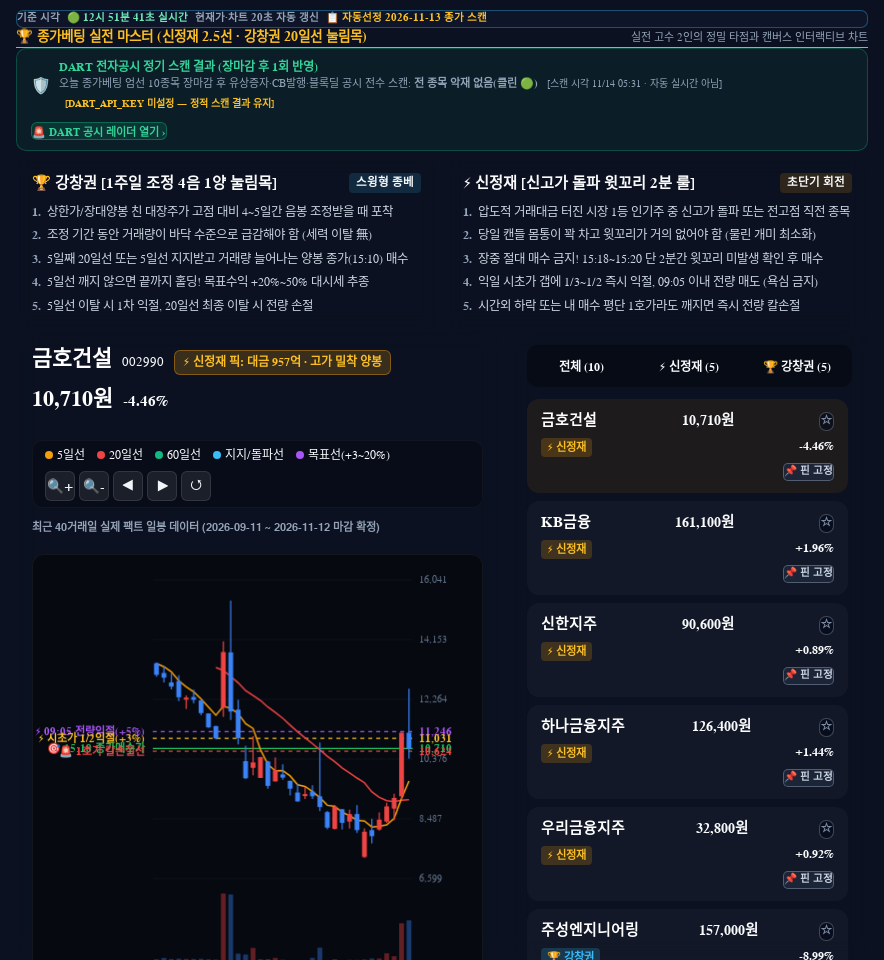 기준 시각 🟢 12시 51분 41초 실시간 현재가·차트 20초 자동 갱신 📋 자동선정 2026-11-13 종가 스캔
🏆 종가베팅 실전 마스터 (신정재 2.5선 · 강창권 20일선 눌림목)
실전 고수 2인의 정밀 타점과 캔버스 인터랙티브 차트
DART 전자공시 정기 스캔 결과 (장마감 후 1회 반영)
오늘 종가베팅 엄선 10종목 장마감 후 유상증자·CB발행·블록딜 공시 전수 스캔: 전 종목 악재 없음(클린 🟢) [스캔 시각 11/14 05:31 · 자동 실시간 아님]
[DART_API_KEY 미설정 — 정적 스캔 결과 유지]
🚨 DART 공시 레이더 열기 ›
🏆 강창권 [1주일 조정 4음 1양 눌림목]
스윙형 종베
1. 상한가/장대양봉 친 대장주가 고점 대비 4~5일간 음봉 조정받을 때 포착
2. 조정 기간 동안 거래량이 바닥 수준으로 급감해야 함 (세력 이탈 無)
3. 5일째 20일선 또는 5일선 지지받고 거래량 늘어나는 양봉 종가(15:10) 매수
4. 5일선 깨지 않으면 끝까지 홀딩! 목표수익 +20%~50% 대시세 추종
5. 5일선 이탈 시 1차 익절, 20일선 최종 이탈 시 전량 손절
⚡ 신정재 [신고가 돌파 윗꼬리 2분 룰]
초단기 회전
1. 압도적 거래대금 터진 시장 1등 인기주 중 신고가 돌파 또는 전고점 직전 종목
2. 당일 캔들 몸통이 꽉 차고 윗꼬리가 거의 없어야 함 (물린 개미 최소화)
3. 장중 절대 매수 금지! 15:18~15:20 단 2분간 윗꼬리 미발생 확인 후 매수
4. 익일 시초가 갭에 1/3~1/2 즉시 익절, 09:05 이내 전량 매도 (욕심 금지)
5. 시간외 하락 또는 내 매수 평단 1호가라도 깨지면 즉시 전량 칼손절
금호건설 002990 ⚡ 신정재 픽: 대금 957억 · 고가 밀착 양봉
10,710원 -4.46%
5일선 20일선 60일선 지지/돌파선 목표선(+3~20%)
🔍+ 🔍- ◀ ▶ ↺
최근 40거래일 실제 팩트 일봉 데이터 (2026-09-11 ~ 2026-11-12 마감 확정)
16,041
14,153
12,264
⚡ 09:05 전량익절(+5%) 11,246
⚡ 시초가 1/2익절(+3%) 11,031
10,710
10,376
8,487
6,599
전체 (10) ⚡ 신정재 (5) 🏆 강창권 (5)
금호건설 10,710원 ☆
⚡ 신정재 -4.46%
📌 핀 고정
KB금융 161,100원 ☆
⚡ 신정재 +1.96%
📌 핀 고정
신한지주 90,600원 ☆
⚡ 신정재 +0.89%
📌 핀 고정
하나금융지주 126,400원 ☆
⚡ 신정재 +1.44%
📌 핀 고정
우리금융지주 32,800원 ☆
⚡ 신정재 +0.92%
📌 핀 고정
주성엔지니어링 157,000원 ☆
🏆 강창권 -8.99%